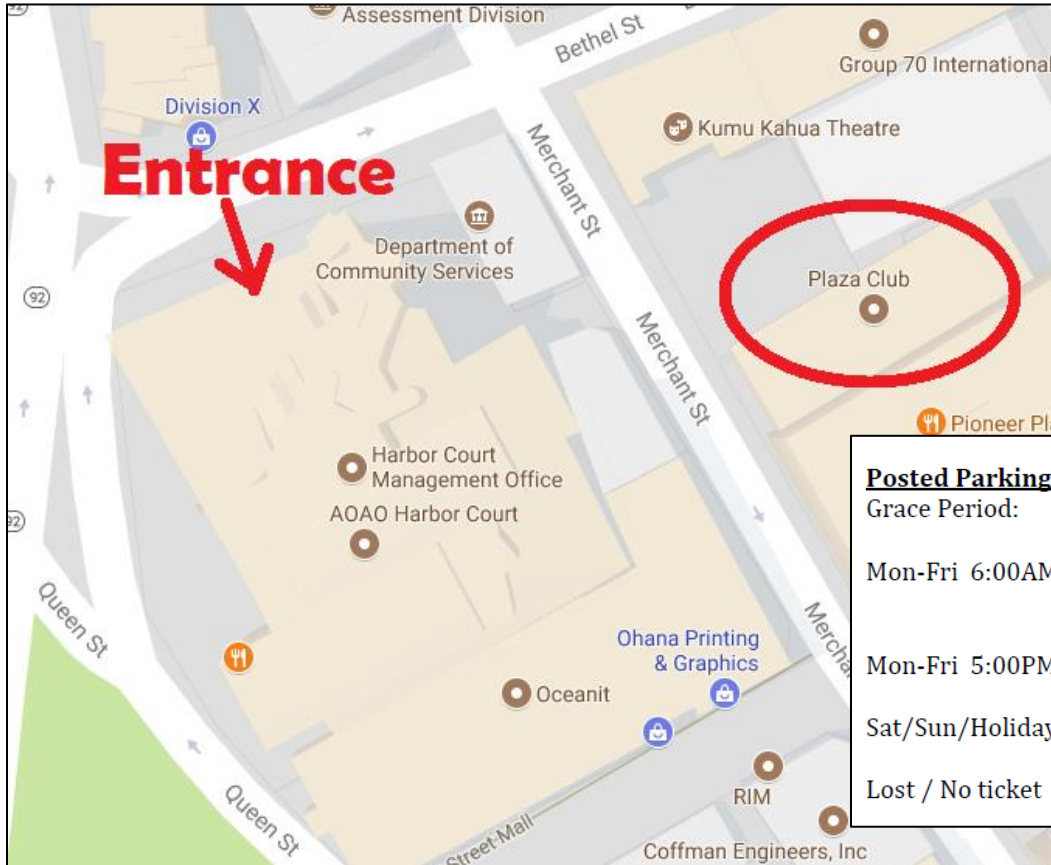 92
Assessment Division
Bethel St
Group 70 International
Division X
Kumu Kahua Theatre
Entrance
Merchant St
Department of
Community Services
Plaza Club
92
Merchant St
Pioneer Pl
Harbor Court
Management Office
AOAO Harbor Court
92
Posted Parking
Grace Period:
Mon-Fri 6:00AM
Mon-Fri 5:00PM
Sat/Sun/Holiday
Lost / No ticket
Queen St
Ohana Printing
& Graphics
Mercha
Oceanit
RIM
Queen St
Street Mall
Coffman Engineers, Inc